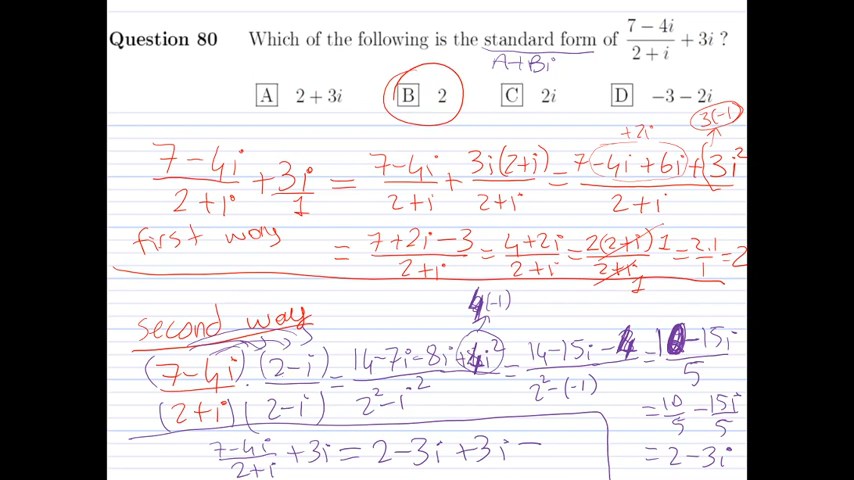 Question 80 Which of the following is the standard form of (7 − 4i)/(2 + i) + 3i ?
A+Bi
A 2 + 3i B 2 C 2i D −3 − 2i
+2i 3(-1)
(7-4i)/(2+i) + 3i/1 = (7-4i)/(2+i) + 3i(2+i)/(2+i) = (7-4i+6i+3i²)/(2+i)
first way = (7+2i-3)/(2+i) = (4+2i)/(2+i) = 2(2+i)1/(2+i)1 = 2·1/1 = 2
4(-1)
second way
(7-4i)/(2+i) · (2-i)/(2-i) = (14-7i-8i+4i²)/(2²-i²) = (14-15i-4)/(2²-(-1)) = (10-15i)/5
= 10/5 - 15i/5
(7-4i)/(2+i) + 3i = 2-3i+3i = 
= 2-3i